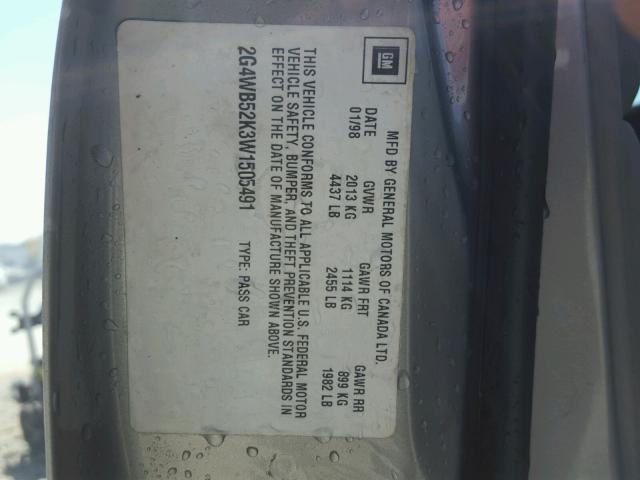 GM
MFD BY GENERAL MOTORS OF CANADA LTD.
DATE GVWR GAWR FRT GAWR RR
01/98 2013 KG 1114 KG 899 KG
4437 LB 2455 LB 1982 LB
THIS VEHICLE CONFORMS TO ALL APPLICABLE U.S. FEDERAL MOTOR
VEHICLE SAFETY, BUMPER, AND THEFT PREVENTION STANDARDS IN
EFFECT ON THE DATE OF MANUFACTURE SHOWN ABOVE.
2G4WB52K3W1505491 TYPE: PASS CAR